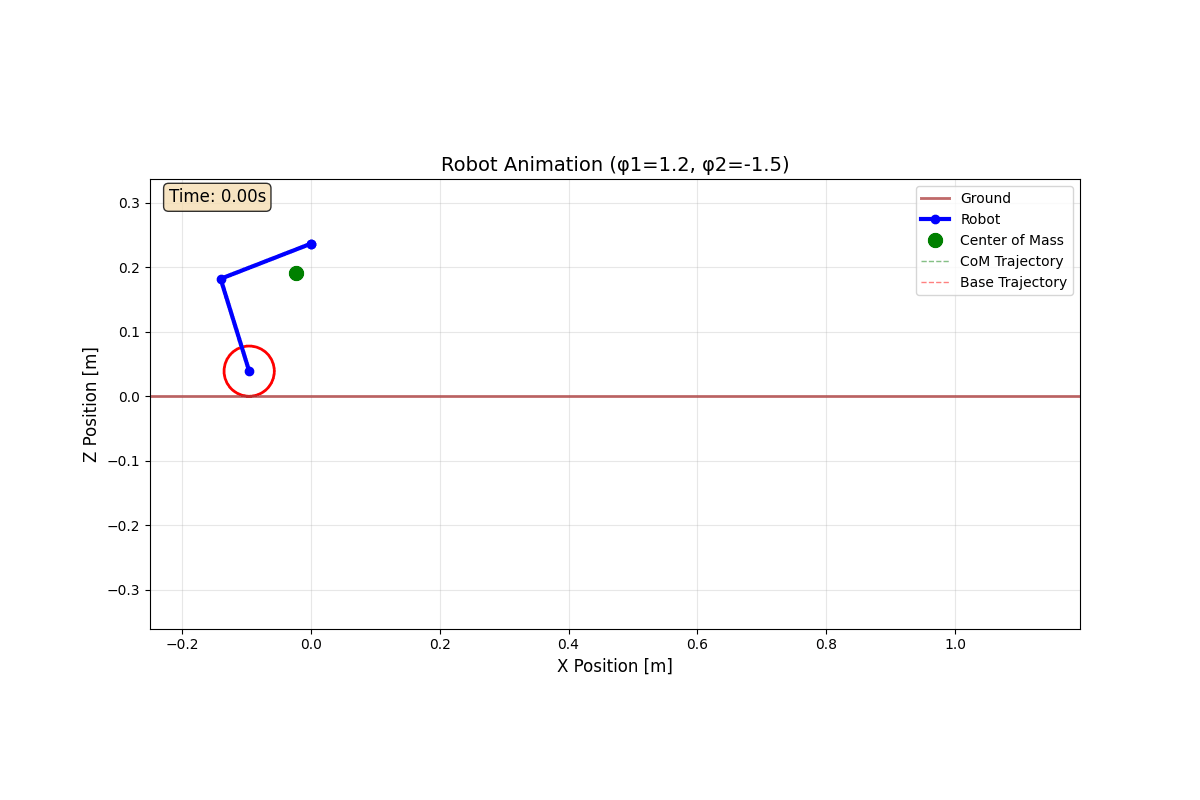 Robot Animation (φ1=1.2, φ2=-1.5)
Time: 0.00s
Ground
Robot
Center of Mass
CoM Trajectory
Base Trajectory
Z Position [m]
0.3
0.2
0.1
0.0
−0.1
−0.2
−0.3
−0.2
0.0
0.2
0.4
0.6
0.8
1.0
X Position [m]